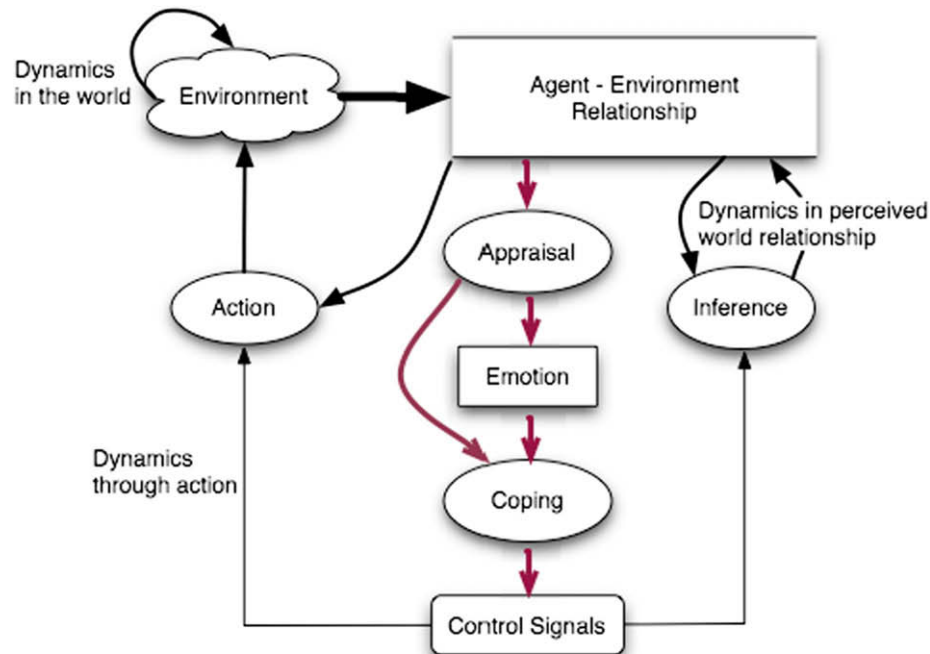 Dynamics
in the world
Environment
Agent - Environment
Relationship
Dynamics in perceived
world relationship
Appraisal
Action
Inference
Emotion
Dynamics
through action
Coping
Control Signals